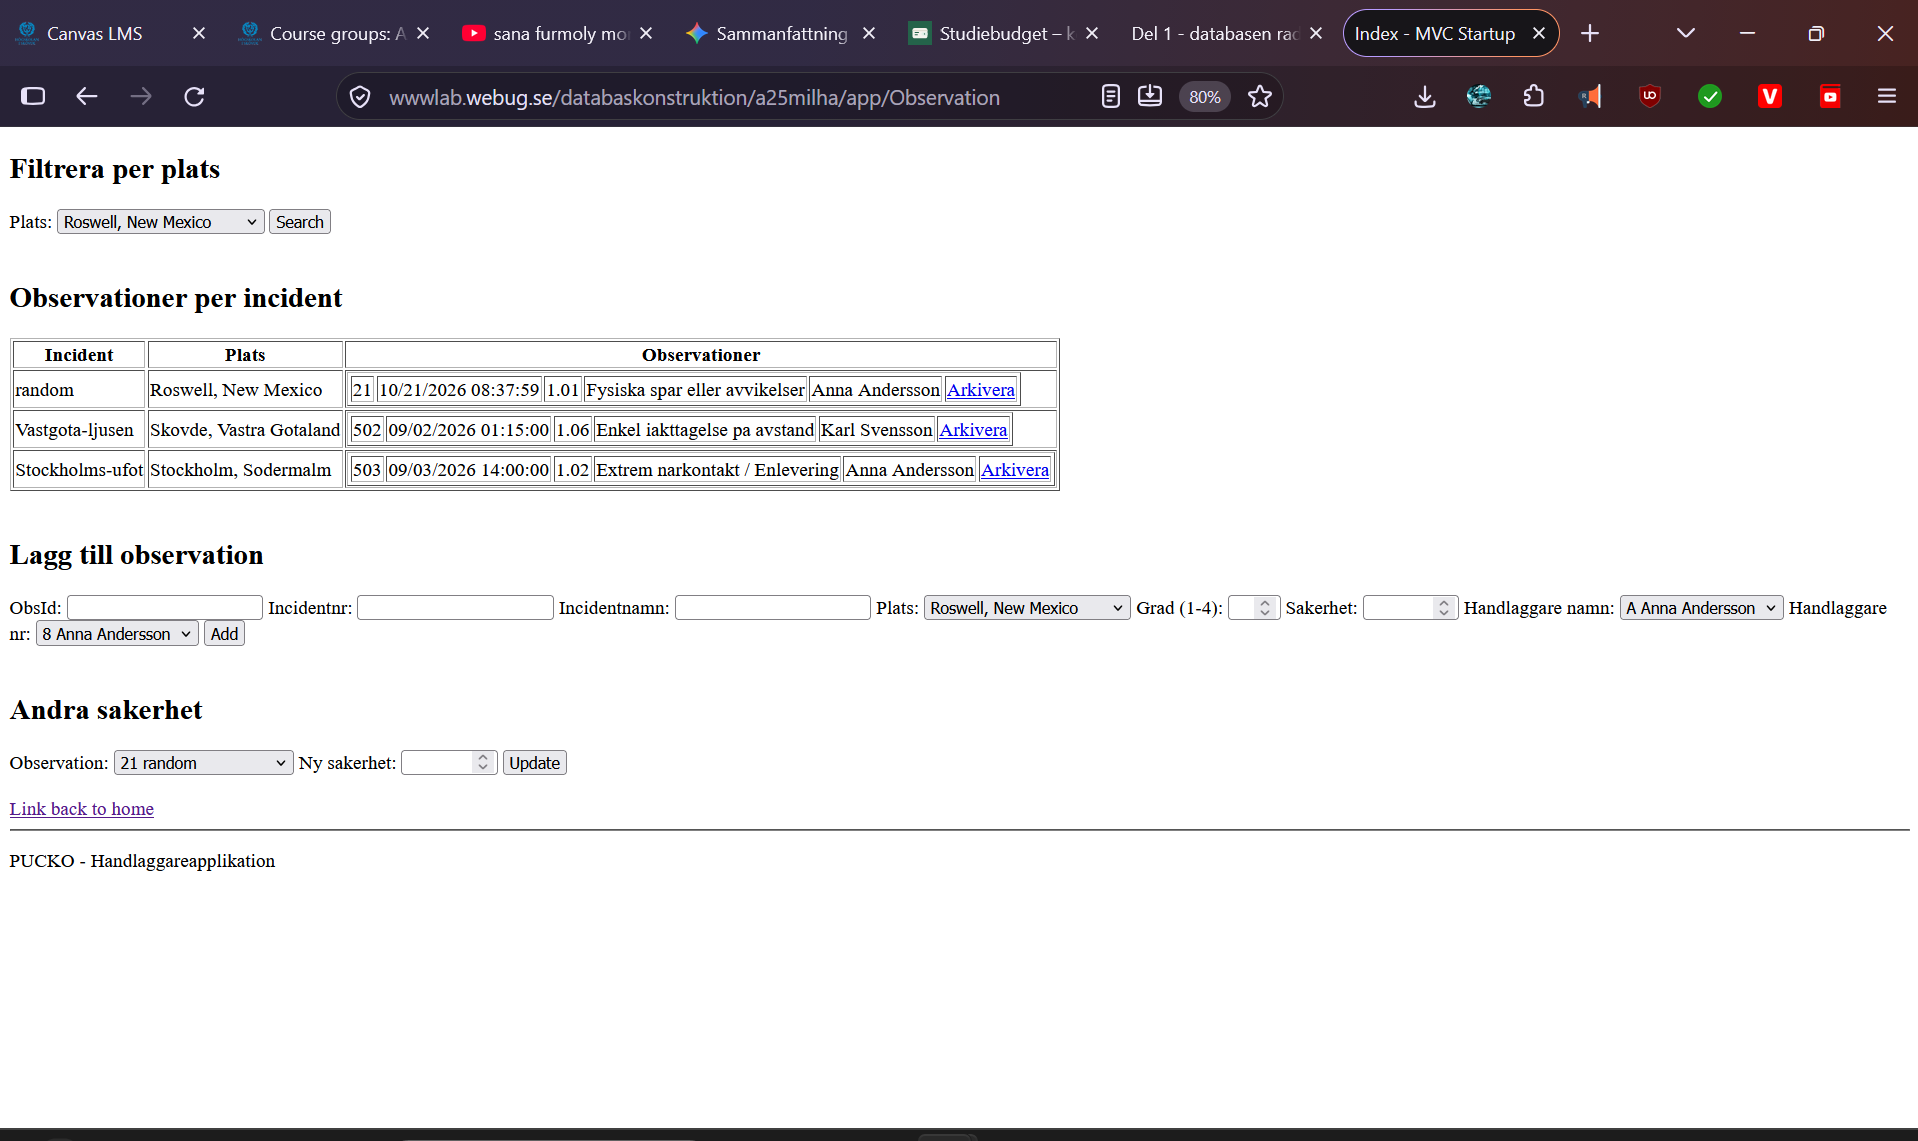 Canvas LMS
Course groups: A
sana furmoly mo
Sammanfattning
Studiebudget – k
Del 1 - databasen rad
Index - MVC Startup
wwwlab.webug.se/databaskonstruktion/a25milha/app/Observation
80%
Filtrera per plats
Plats: Roswell, New Mexico Search
Observationer per incident
Incident Plats Observationer
random Roswell, New Mexico 21 10/21/2026 08:37:59 1.01 Fysiska spar eller avvikelser Anna Andersson Arkivera
Vastgota-ljusen Skovde, Vastra Gotaland 502 09/02/2026 01:15:00 1.06 Enkel iakttagelse pa avstand Karl Svensson Arkivera
Stockholms-ufot Stockholm, Sodermalm 503 09/03/2026 14:00:00 1.02 Extrem narkontakt / Enlevering Anna Andersson Arkivera
Lagg till observation
ObsId: Incidentnr: Incidentnamn: Plats: Roswell, New Mexico Grad (1-4): Sakerhet: Handlaggare namn: A Anna Andersson Handlaggare
nr: 8 Anna Andersson Add
Andra sakerhet
Observation: 21 random Ny sakerhet: Update
Link back to home
PUCKO - Handlaggareapplikation